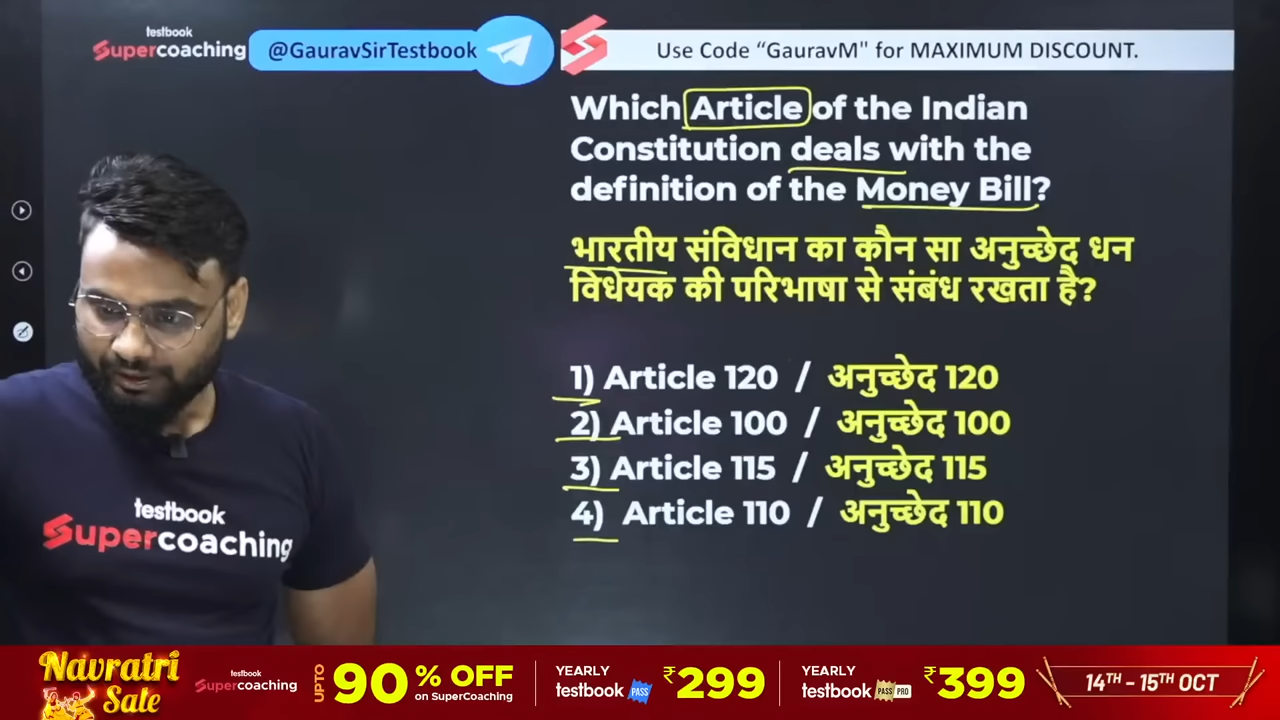 testbook
Supercoaching
@GauravSirTestbook
Use Code “GauravM" for MAXIMUM DISCOUNT.
Which Article of the Indian
Constitution deals with the
definition of the Money Bill?
भारतीय संविधान का कौन सा अनुच्छेद धन
विधेयक की परिभाषा से संबंध रखता है?
1) Article 120 / अनुच्छेद 120
2) Article 100 / अनुच्छेद 100
3) Article 115 / अनुच्छेद 115
4) Article 110 / अनुच्छेद 110
testbook
Supercoaching
Navratri
Sale
testbook
Supercoaching
UPTO 90% OFF
on SuperCoaching
YEARLY
testbook PASS
₹299
YEARLY
testbook PASS PRO
₹399
14TH - 15TH OCT